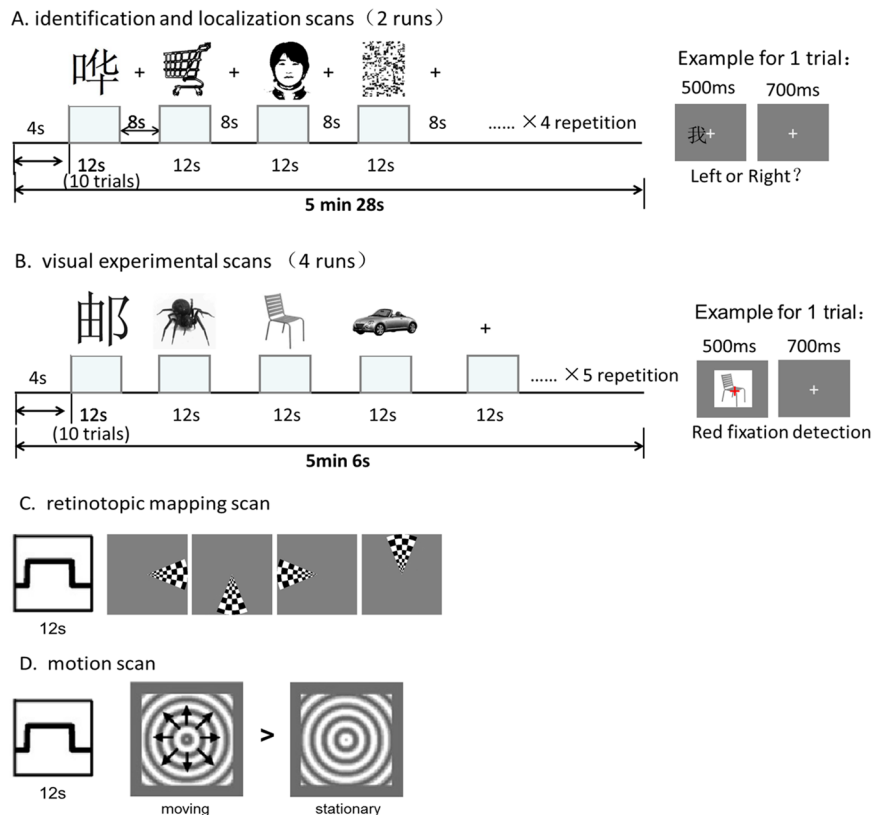 A. identification and localization scans（2 runs）
哗 + + + +
4s 8s 8s 8s 8s ...... ×4 repetition
12s 12s 12s 12s
(10 trials)
5 min 28s
Example for 1 trial：
500ms 700ms
我+ +
Left or Right？
B. visual experimental scans （4 runs）
邮 +
4s ...... ×5 repetition
12s 12s 12s 12s 12s
(10 trials)
5min 6s
Example for 1 trial：
500ms 700ms
+ +
Red fixation detection
C. retinotopic mapping scan
12s
D. motion scan
>
12s
moving stationary